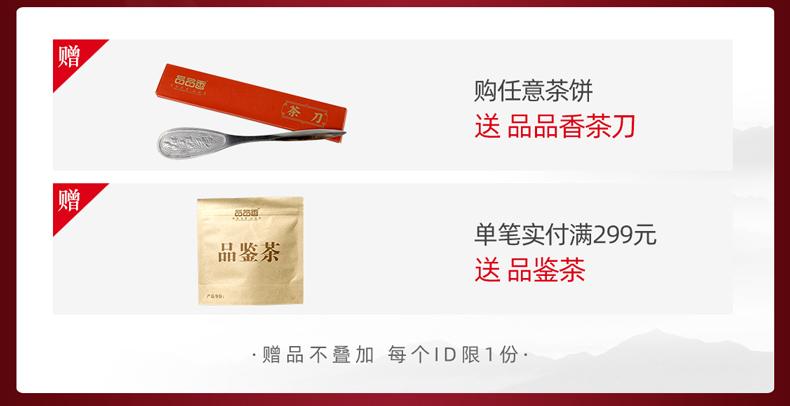 赠
品品香
茶刀
购任意茶饼
送 品品香茶刀
赠
品品香
品鉴茶
单笔实付满299元
送 品鉴茶
·赠品不叠加 每个ID限1份·